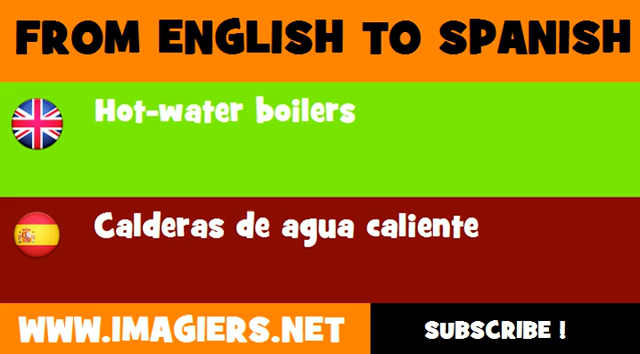 FROM ENGLISH TO SPANISH
Hot-water boilers
Calderas de agua caliente
WWW.IMAGIERS.NET
SUBSCRIBE !